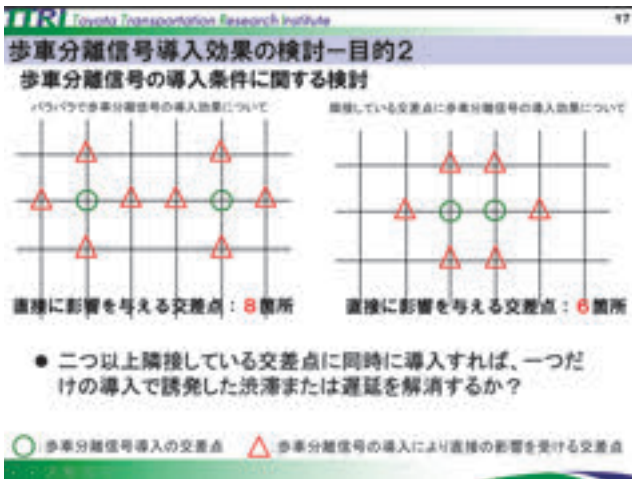 TTRI Toyota Transportation Research Institute
17
歩車分離信号導入効果の検討－目的2
歩車分離信号の導入条件に関する検討
バラバラで歩車分離信号の導入効果について
隣接している交差点に歩車分離信号の導入効果について
直接に影響を与える交差点：8箇所
直接に影響を与える交差点：6箇所
● 二つ以上隣接している交差点に同時に導入すれば、一つだ
けの導入で誘発した渋滞または遅延を解消するか？
歩車分離信号導入の交差点
歩車分離信号の導入により直接の影響を受ける交差点